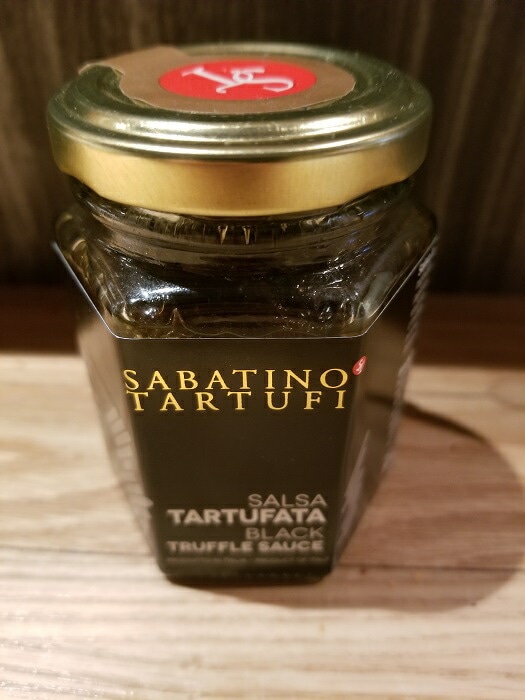 SABATINO
TARTUFI
SALSA
TARTUFATA
BLACK
TRUFFLE SAUCE